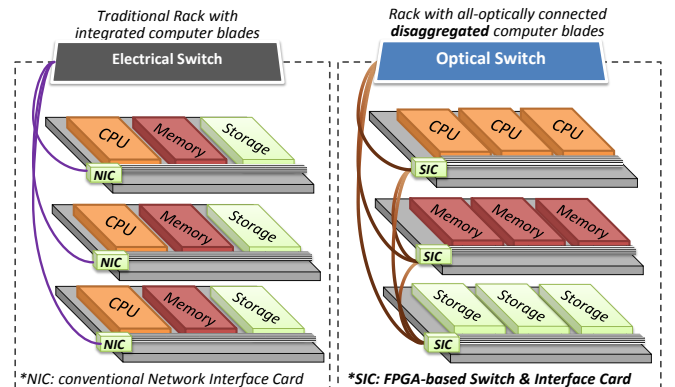 Traditional Rack with
integrated computer blades
Electrical Switch
CPU Memory Storage
NIC
CPU Memory Storage
NIC
CPU Memory Storage
NIC
*NIC: conventional Network Interface Card
Rack with all-optically connected
disaggregated computer blades
Optical Switch
CPU CPU CPU
SIC
Memory Memory Memory
SIC
Storage Storage Storage
SIC
*SIC: FPGA-based Switch & Interface Card